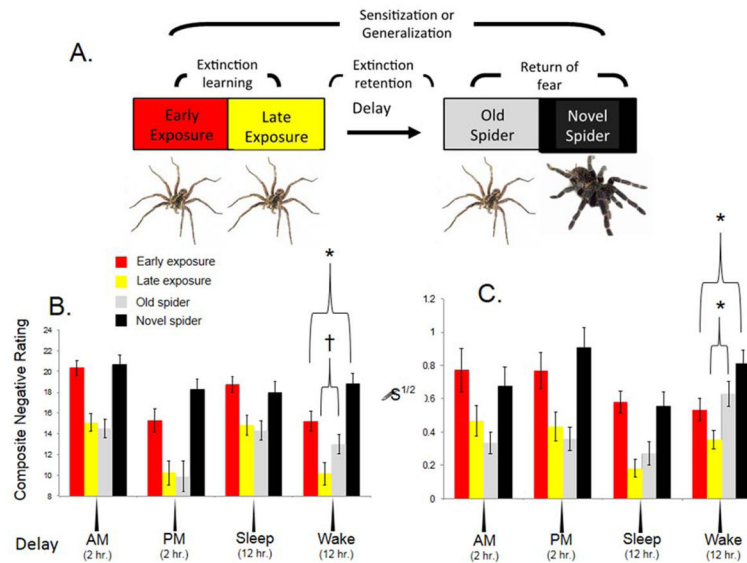 Sensitization or
Generalization
A.
Extinction
learning
Extinction
retention
Return of
fear
Early
Exposure
Late
Exposure
Delay
Old
Spider
Novel
Spider
Early exposure
Late exposure
Old spider
Novel spider
B.
*
†
Composite Negative Rating
24
22
20
18
16
14
12
10
8
C.
*
*
S1/2
1.2
1
0.8
0.6
0.4
0.2
0
Delay
AM
(2 hr.)
PM
(2 hr.)
Sleep
(12 hr.)
Wake
(12 hr.)
AM
(2 hr.)
PM
(2 hr.)
Sleep
(12 hr.)
Wake
(12 hr.)